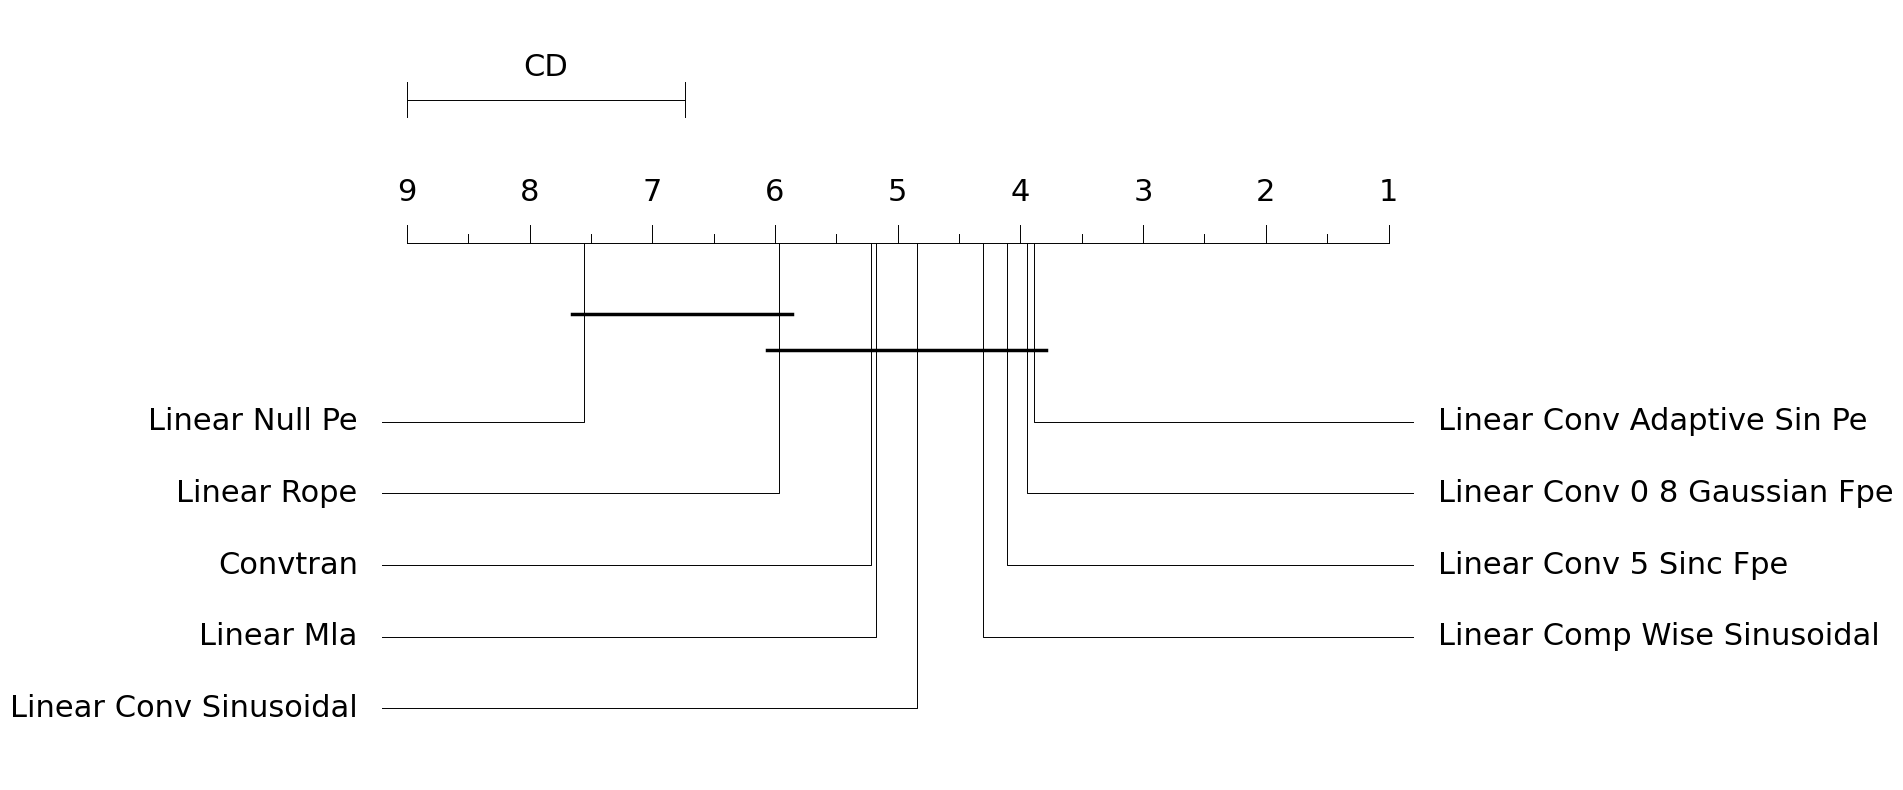 CD
9 8 7 6 5 4 3 2 1
Linear Null Pe
Linear Conv Adaptive Sin Pe
Linear Rope
Linear Conv 0 8 Gaussian Fpe
Convtran
Linear Conv 5 Sinc Fpe
Linear Mla
Linear Comp Wise Sinusoidal
Linear Conv Sinusoidal